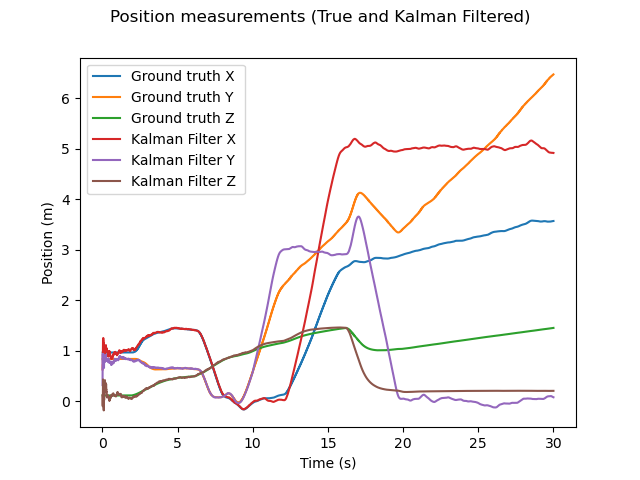 Position measurements (True and Kalman Filtered)
Ground truth X
Ground truth Y
Ground truth Z
Kalman Filter X
Kalman Filter Y
Kalman Filter Z
Position (m)
6
5
4
3
2
1
0
0 5 10 15 20 25 30
Time (s)